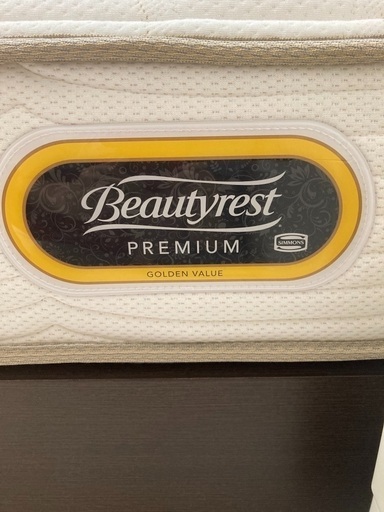 Beautyrest
PREMIUM
SIMMONS
GOLDEN VALUE